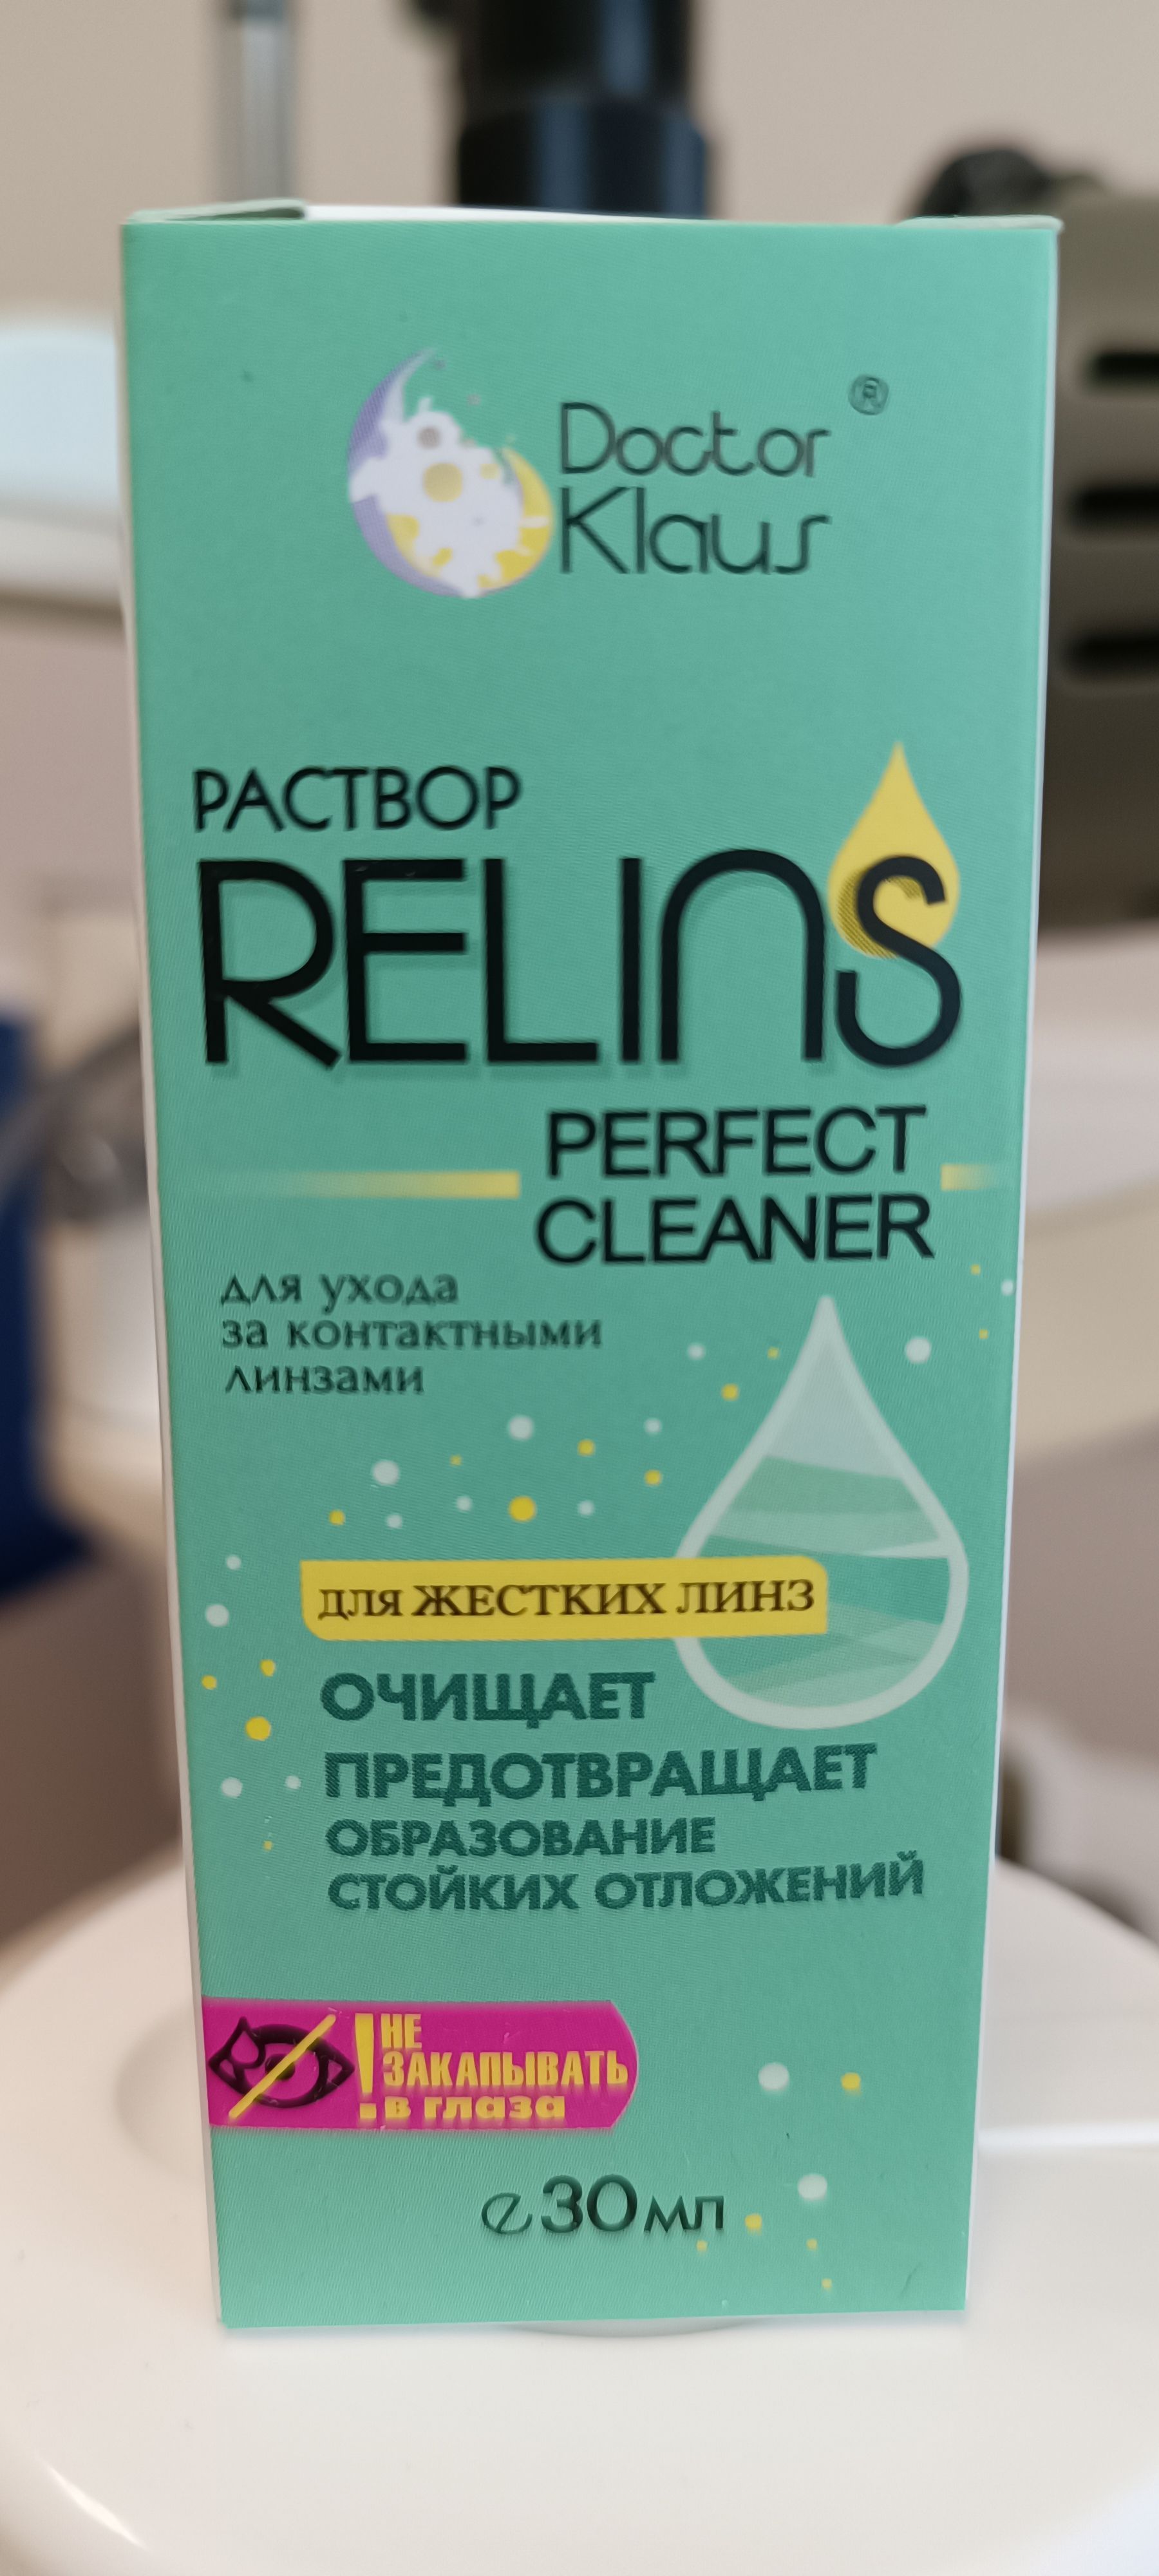 Doctor ®
Klaus
РАСТВОР
RELINS
PERFECT
CLEANER
для ухода
за контактными
линзами
для ЖЕСТКИХ ЛИНЗ
ОЧИЩАЕТ
ПРЕДОТВРАЩАЕТ
ОБРАЗОВАНИЕ
СТОЙКИХ ОТЛОЖЕНИЙ
! НЕ
ЗАКАПЫВАТЬ
в глаза
℮30мл